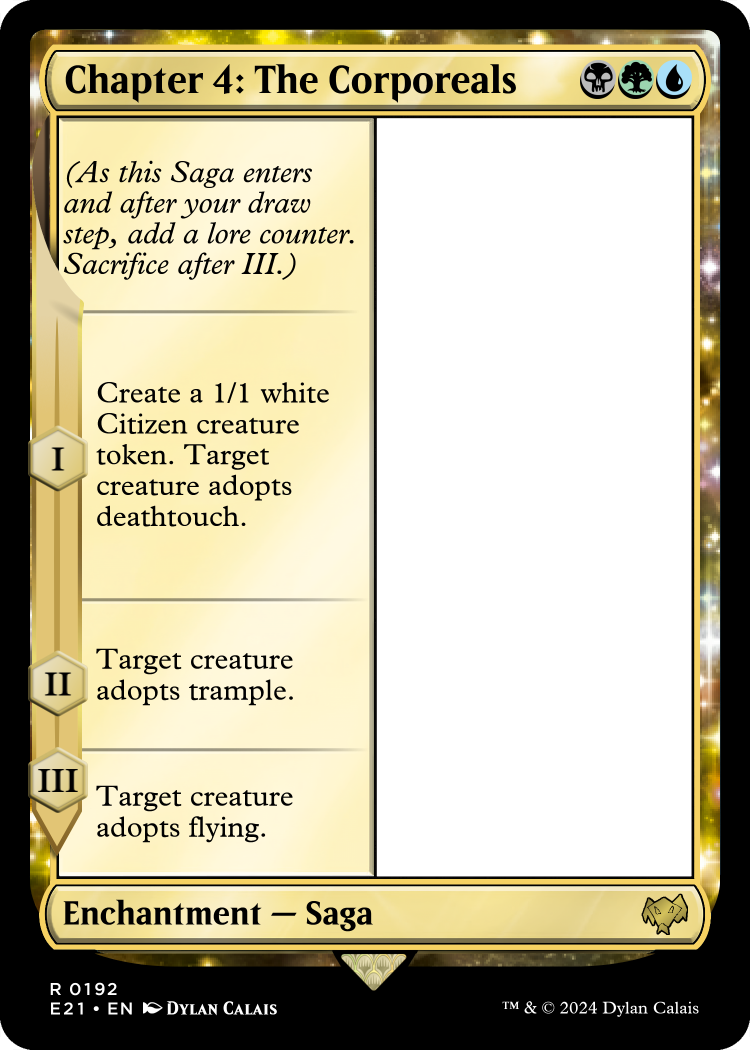 Chapter 4: The Corporeals
(As this Saga enters
and after your draw
step, add a lore counter.
Sacrifice after III.)
I
Create a 1/1 white
Citizen creature
token. Target
creature adopts
deathtouch.
II
Target creature
adopts trample.
III
Target creature
adopts flying.
Enchantment — Saga
R 0192
E21 • EN Dylan Calais
™ & © 2024 Dylan Calais